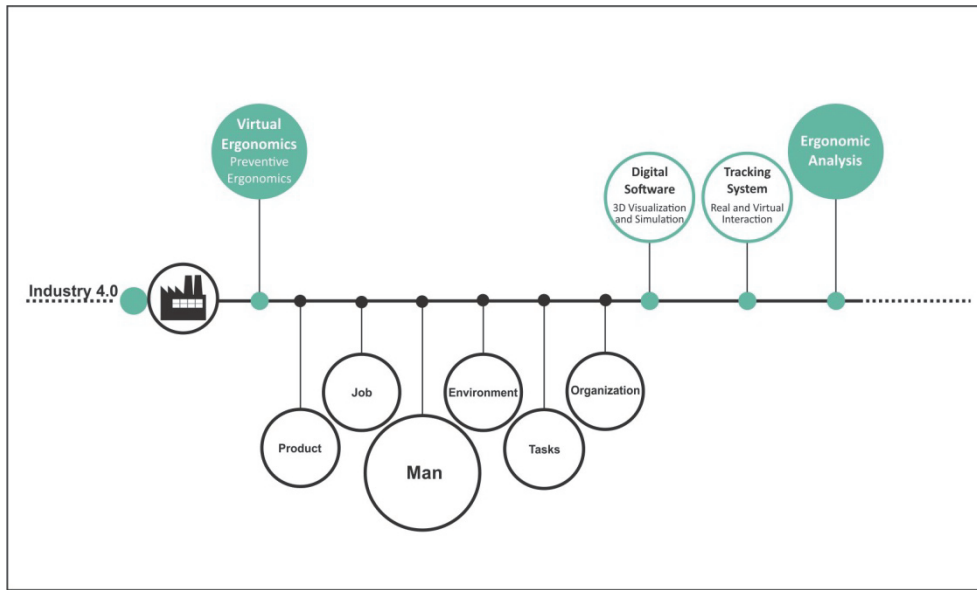 Virtual
Ergonomics
Preventive
Ergonomics
Ergonomic
Analysis
Digital
Software
3D Visualization
and Simulation
Tracking
System
Real and Virtual
Interaction
Industry 4.0
Job
Environment
Organization
Product
Man
Tasks